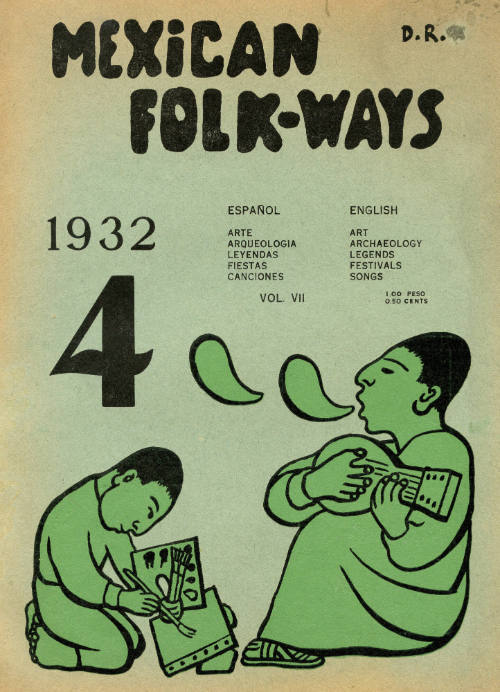 MEXiCAN
D.R.
FOLK-WAYS
1932
4
ESPAÑOL
ARTE
ARQUEOLOGIA
LEYENDAS
FIESTAS
CANCIONES
ENGLISH
ART
ARCHAEOLOGY
LEGENDS
FESTIVALS
SONGS
VOL. VII
1.00 PESO
0.50 CENTS